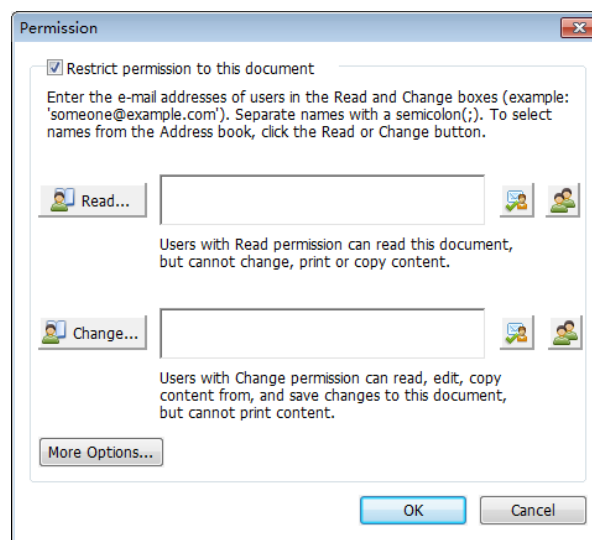 Permission
Restrict permission to this document
Enter the e-mail addresses of users in the Read and Change boxes (example:
'someone@example.com'). Separate names with a semicolon(;). To select
names from the Address book, click the Read or Change button.
Read...
Users with Read permission can read this document,
but cannot change, print or copy content.
Change...
Users with Change permission can read, edit, copy
content from, and save changes to this document,
but cannot print content.
More Options...
OK Cancel